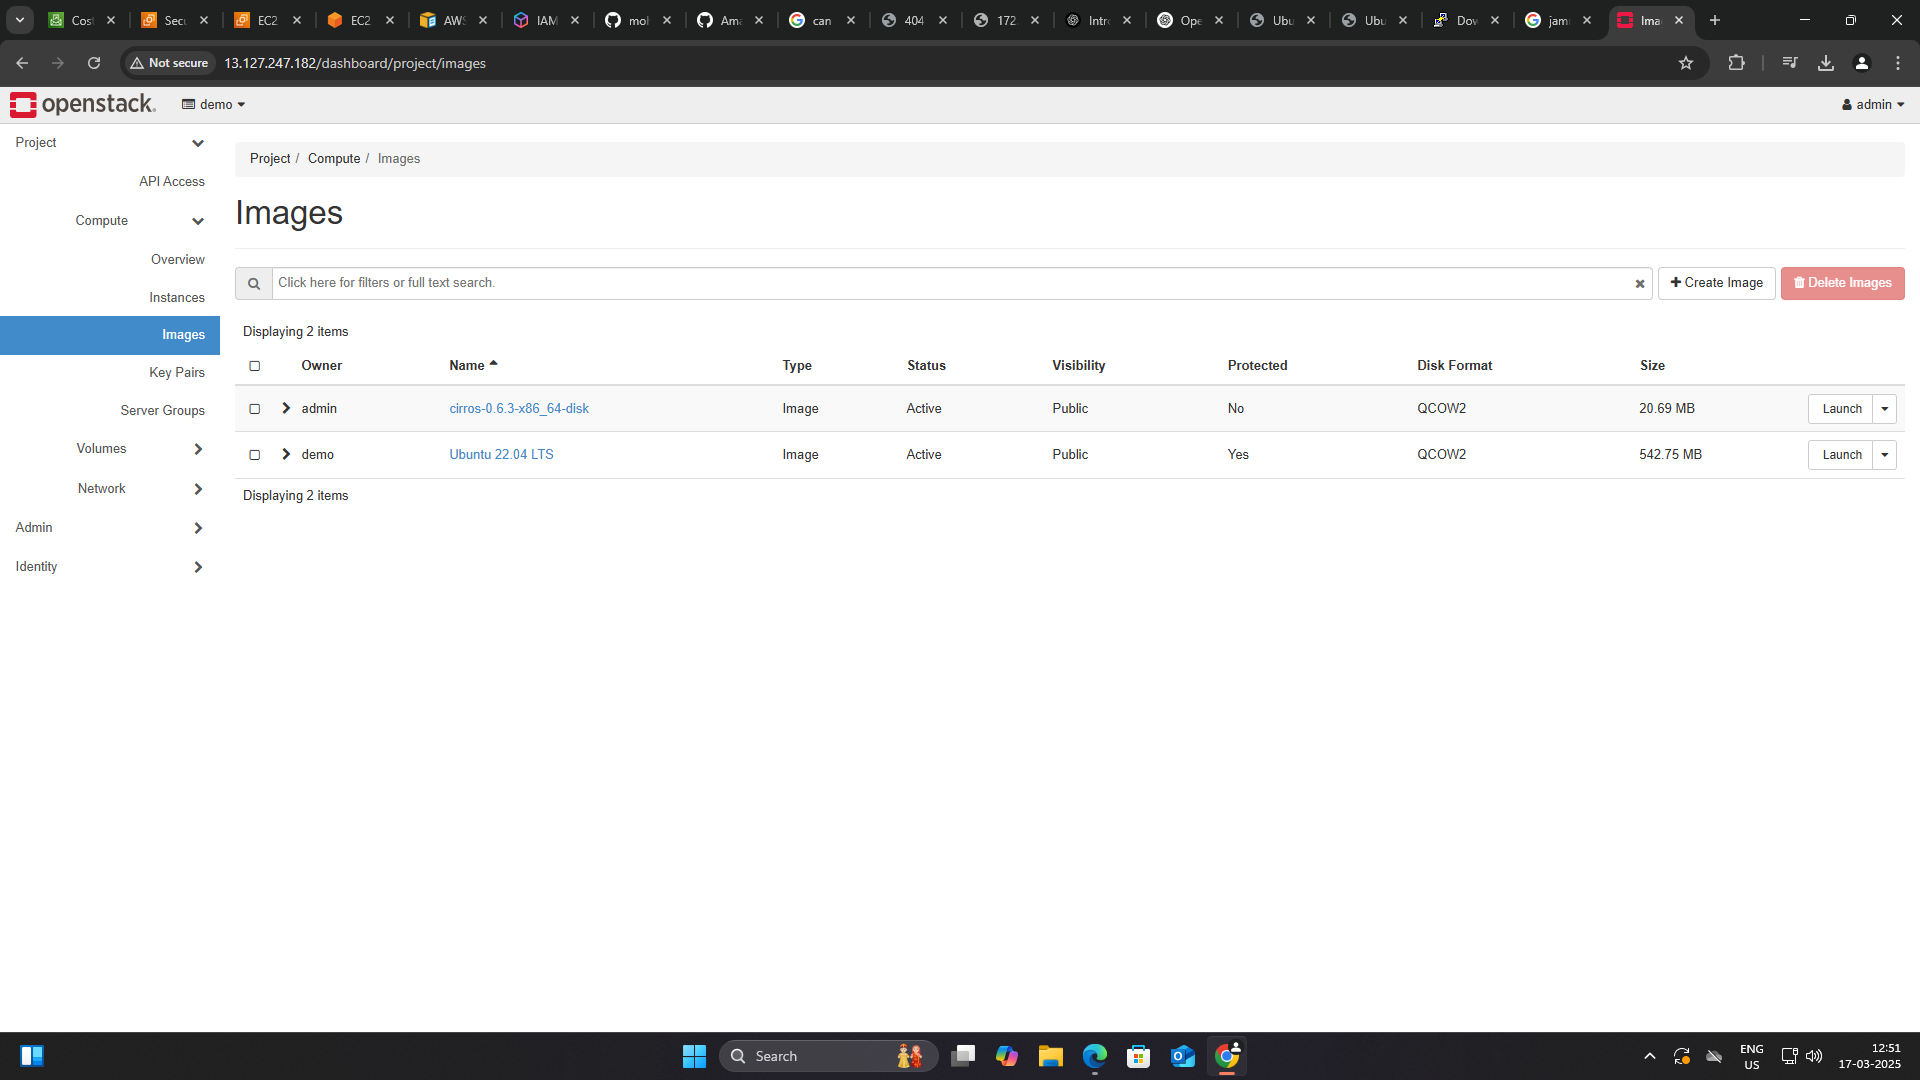 Cost
Secu
EC2
EC2
AWS
IAM
moh
Ama
can
404
172.
Intro
Ope
Ubu
Ubu
Dow
jam
Ima
Not secure 13.127.247.182/dashboard/project/images
openstack. demo admin
Project
API Access
Compute
Overview
Instances
Images
Key Pairs
Server Groups
Volumes
Network
Admin
Identity
Project / Compute / Images
Images
Click here for filters or full text search. Create Image Delete Images
Displaying 2 items
Owner Name Type Status Visibility Protected Disk Format Size
admin cirros-0.6.3-x86_64-disk Image Active Public No QCOW2 20.69 MB Launch
demo Ubuntu 22.04 LTS Image Active Public Yes QCOW2 542.75 MB Launch
Displaying 2 items
Search
ENG
US
12:51
17-03-2025